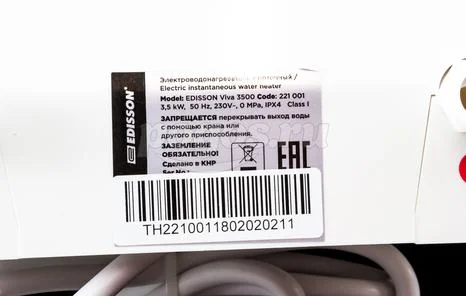 Электроводонагреватель проточный /
Electric instantaneous water heater
Model: EDISSON Viva 3500 Code: 221 001
3,5 kW, 50 Hz, 230V~, 0 MPa, IPX4 Class I
ЗАПРЕЩАЕТСЯ перекрывать выход воды
с помощью крана или
другого приспособления.
ЗАЗЕМЛЕНИЕ
ОБЯЗАТЕЛЬНО!
Сделано в КНР
Ser No.:
EDISSON
EAC
TH2210011802020211